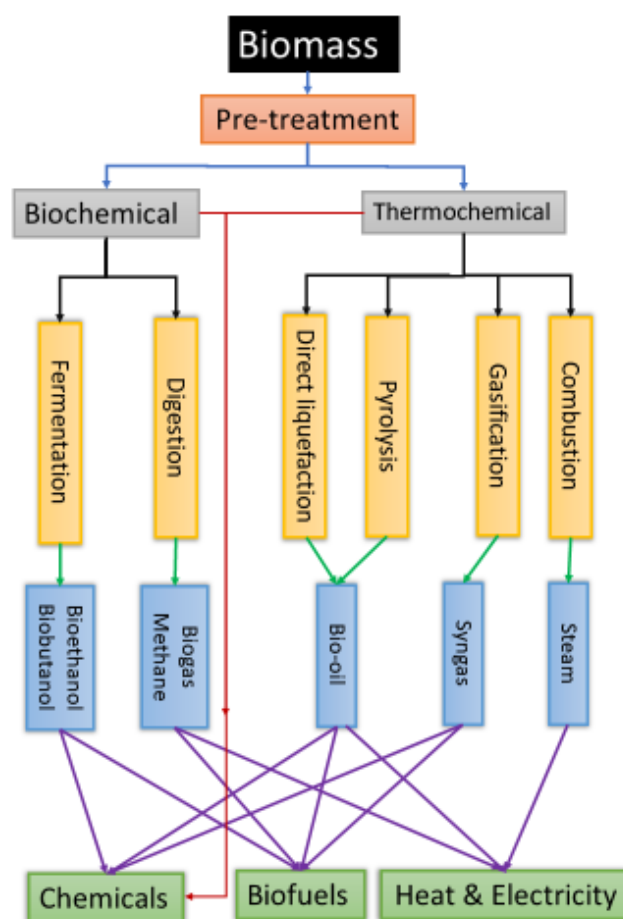 Biomass
Pre-treatment
Biochemical
Thermochemical
Fermentation
Digestion
Direct liquefaction
Pyrolysis
Gasification
Combustion
Bioethanol
Biobutanol
Biogas
Methane
Bio-oil
Syngas
Steam
Chemicals
Biofuels
Heat & Electricity